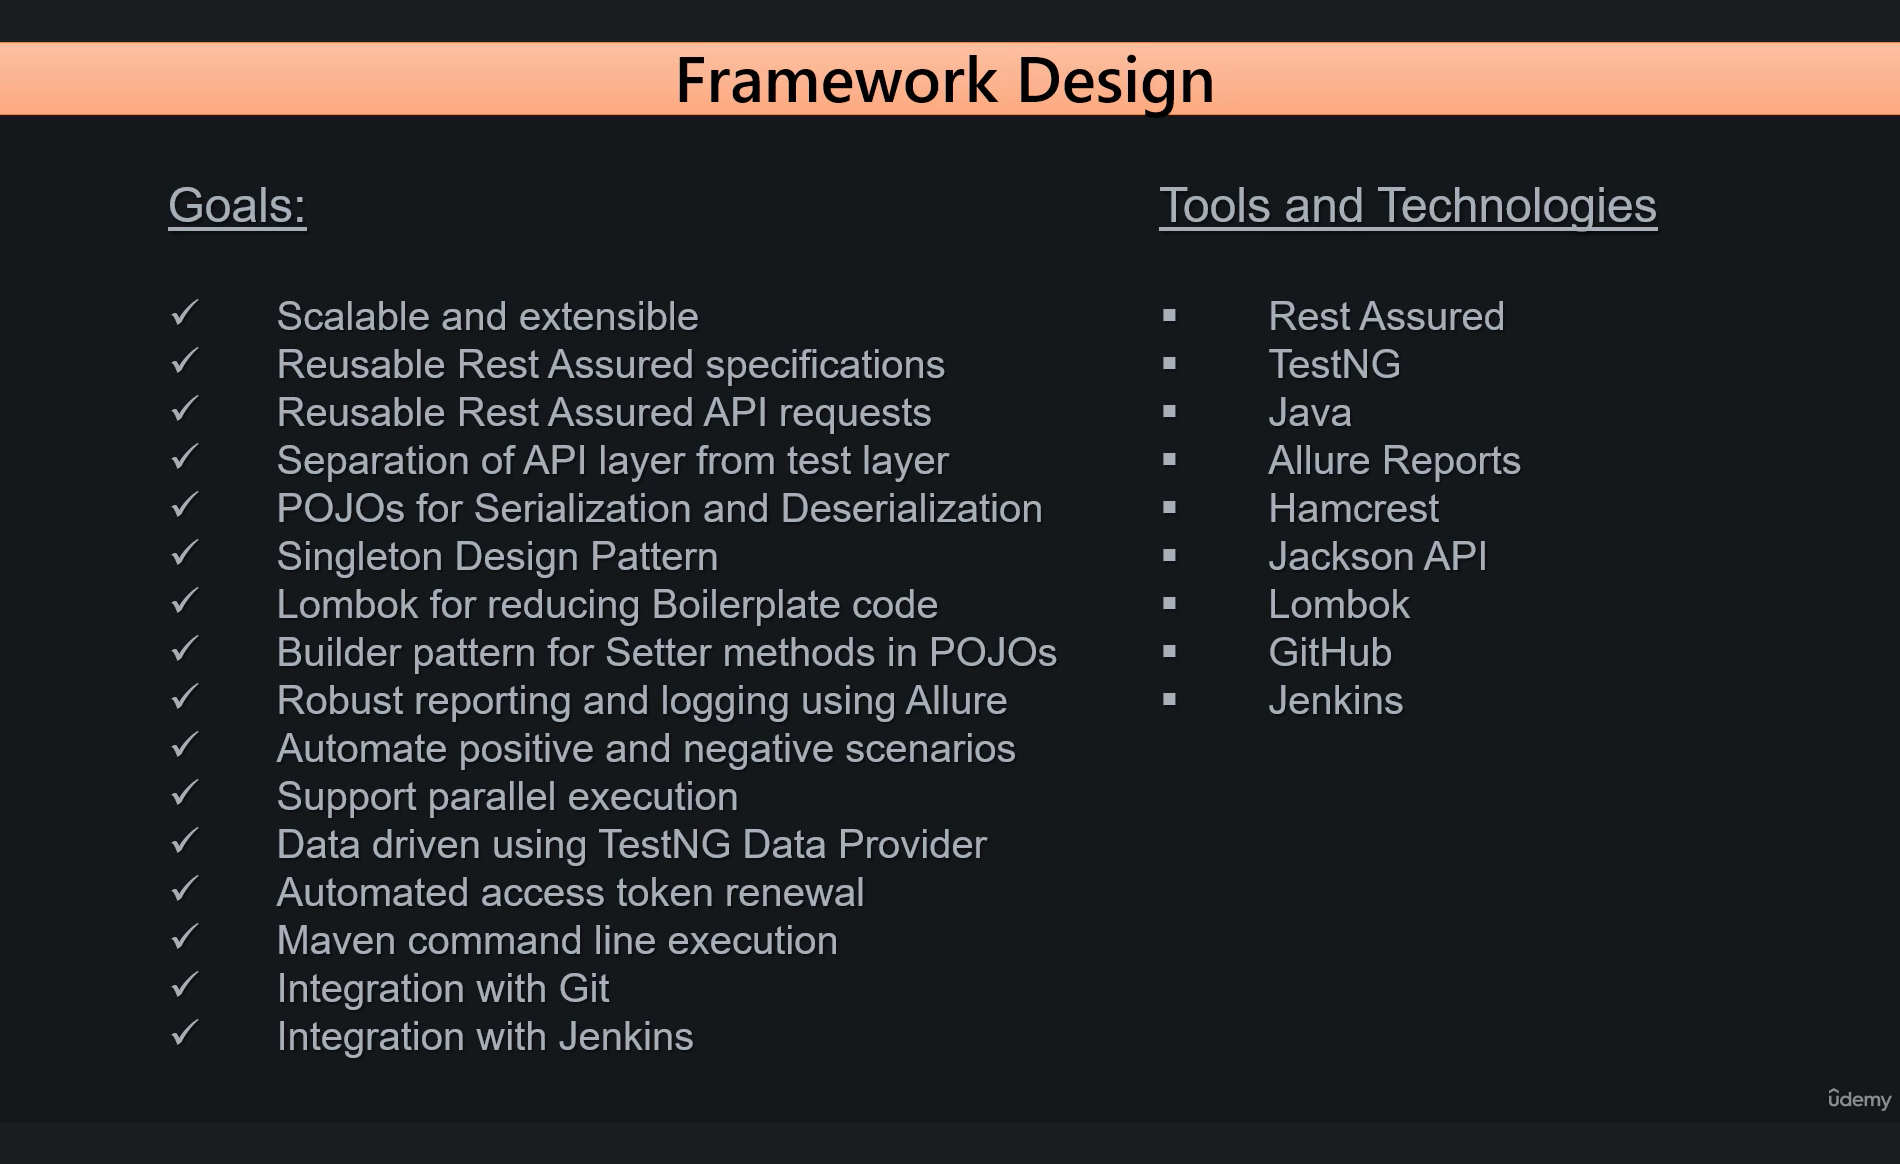 Framework Design
Goals:
Scalable and extensible
Reusable Rest Assured specifications
Reusable Rest Assured API requests
Separation of API layer from test layer
POJOs for Serialization and Deserialization
Singleton Design Pattern
Lombok for reducing Boilerplate code
Builder pattern for Setter methods in POJOs
Robust reporting and logging using Allure
Automate positive and negative scenarios
Support parallel execution
Data driven using TestNG Data Provider
Automated access token renewal
Maven command line execution
Integration with Git
Integration with Jenkins
Tools and Technologies
Rest Assured
TestNG
Java
Allure Reports
Hamcrest
Jackson API
Lombok
GitHub
Jenkins
udemy